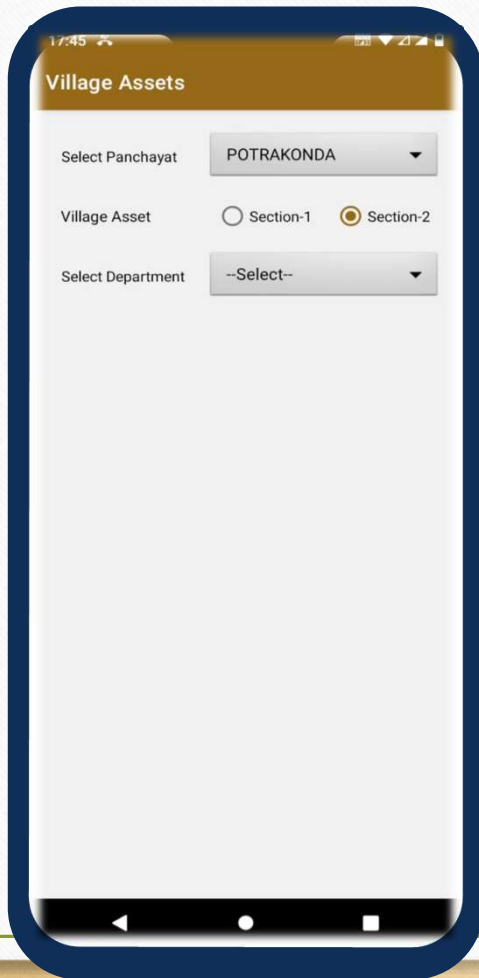 17:45
Village Assets
Select Panchayat POTRAKONDA
Village Asset Section-1 Section-2
Select Department --Select--